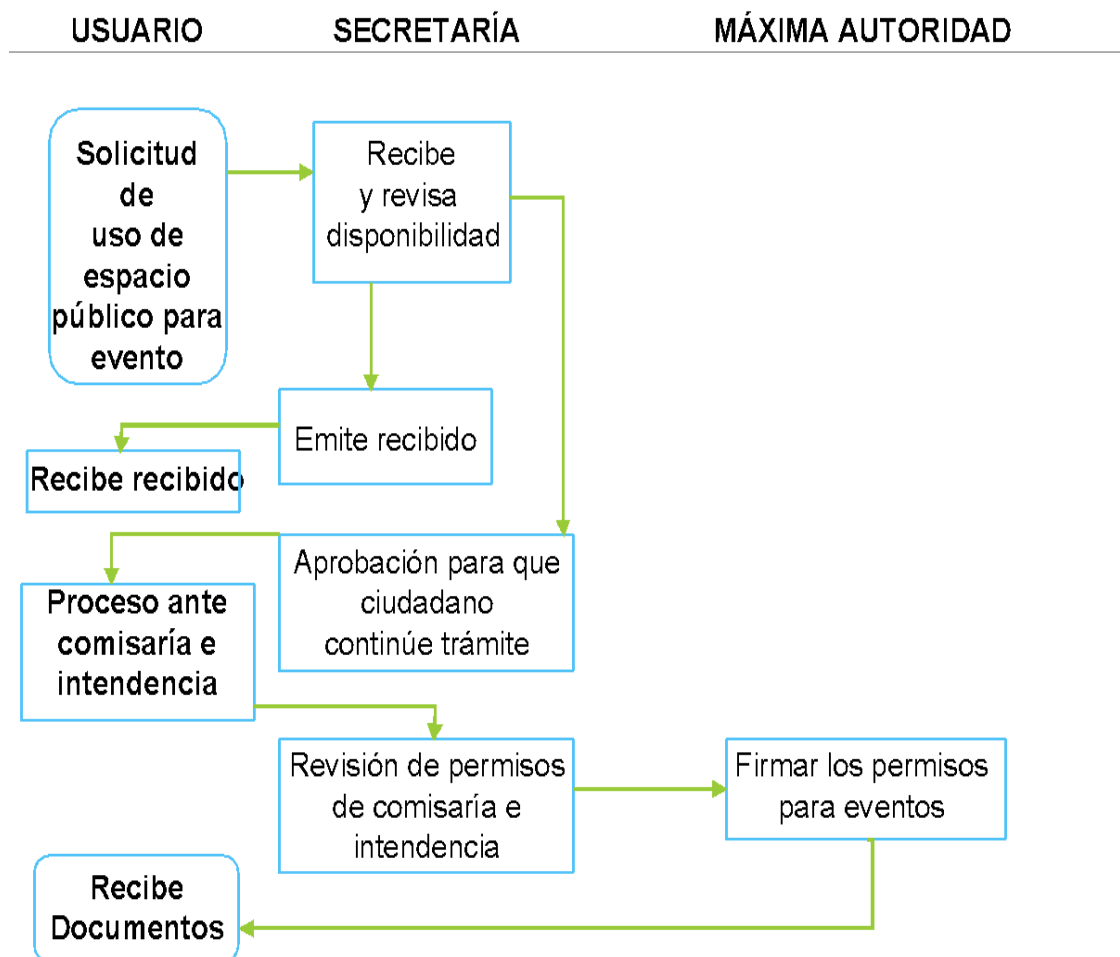 USUARIO SECRETARÍA MÁXIMA AUTORIDAD
Solicitud
de
uso de
espacio
público para
evento
Recibe
y revisa
disponibilidad
Emite recibido
Recibe recibido
Aprobación para que
ciudadano
continúe trámite
Proceso ante
comisaría e
intendencia
Revisión de permisos
de comisaría e
intendencia
Firmar los permisos
para eventos
Recibe
Documentos